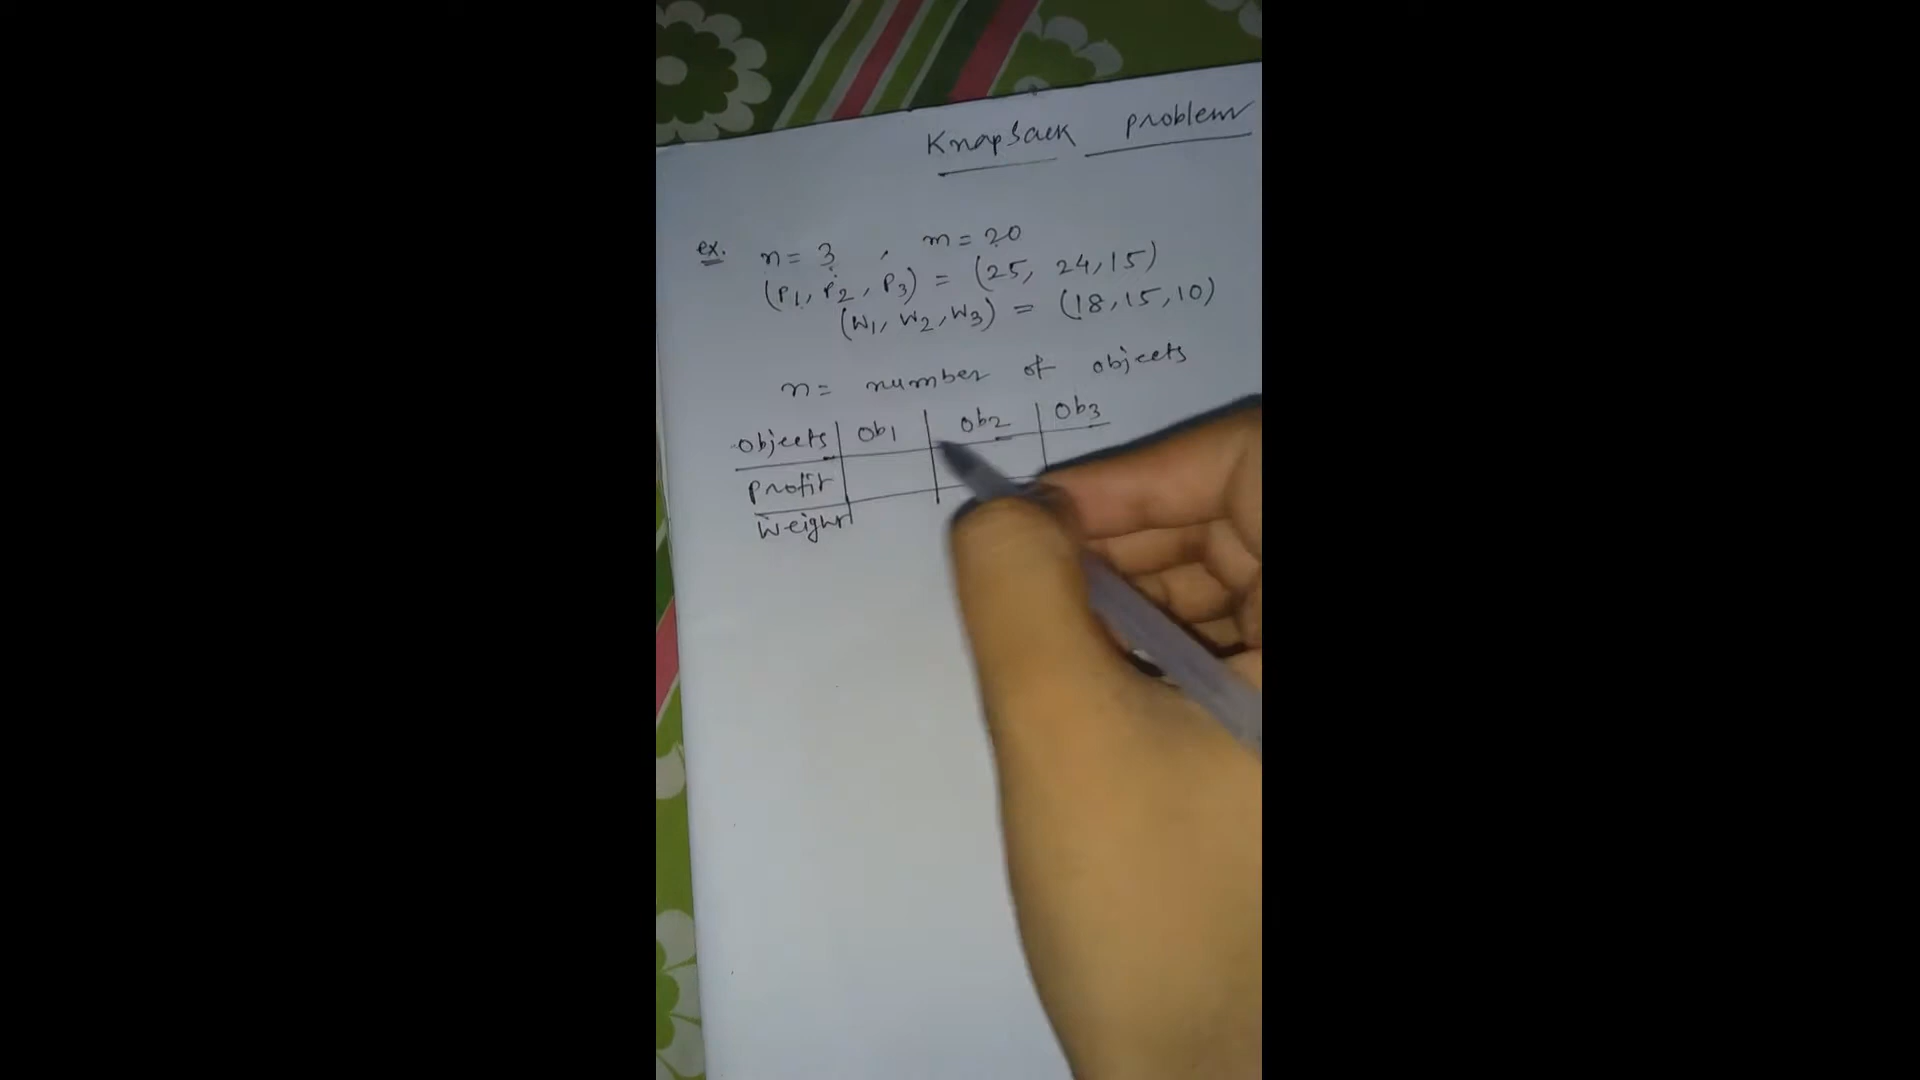 Knapsack problem
ex. n = 3 , m = 20
(P1, P2, P3) = (25, 24, 15)
(W1, W2, W3) = (18, 15, 10)
n = number of objects
objects Ob1 Ob2 Ob3
Profit
Weight